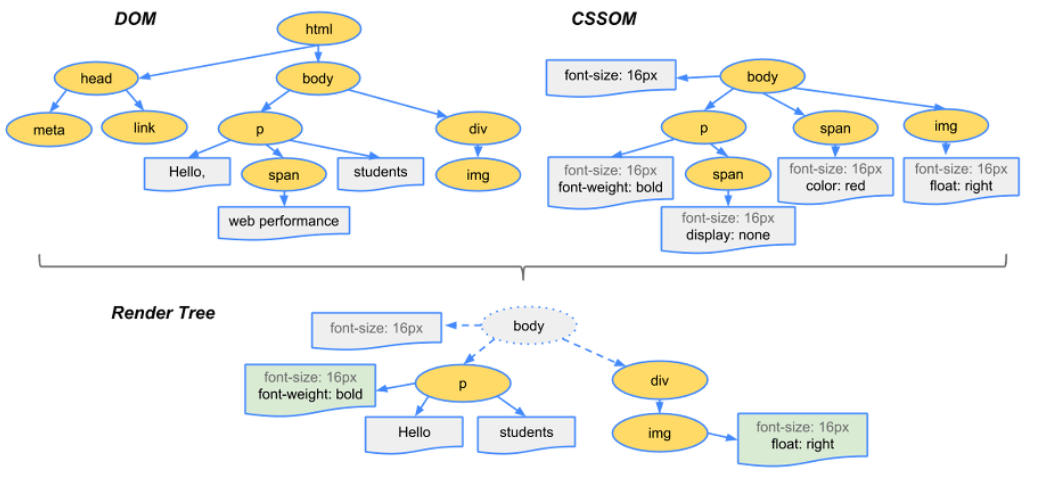 DOM
CSSOM
html
head
body
meta
link
p
div
Hello,
span
students
img
web performance
font-size: 16px
body
p
span
img
font-size: 16px
font-weight: bold
span
font-size: 16px
color: red
font-size: 16px
float: right
font-size: 16px
display: none
Render Tree
font-size: 16px
body
font-size: 16px
font-weight: bold
p
div
Hello
students
img
font-size: 16px
float: right